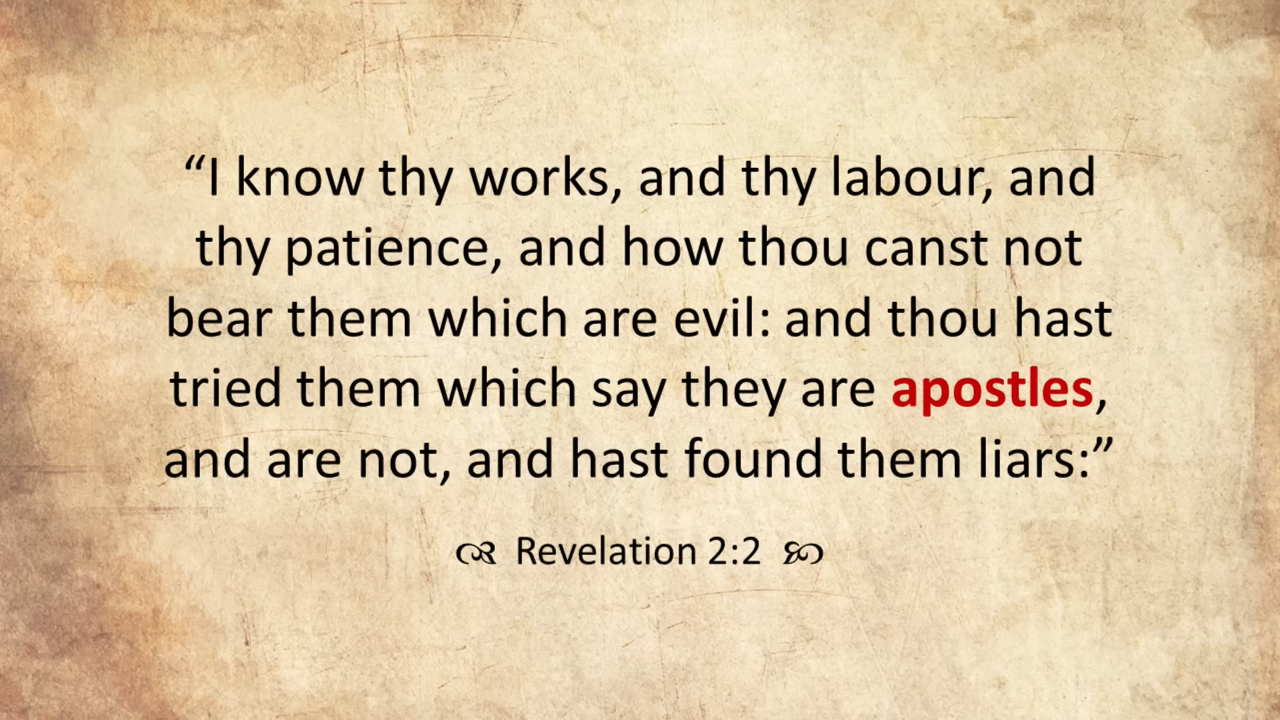 “I know thy works, and thy labour, and
thy patience, and how thou canst not
bear them which are evil: and thou hast
tried them which say they are apostles,
and are not, and hast found them liars:”
Revelation 2:2